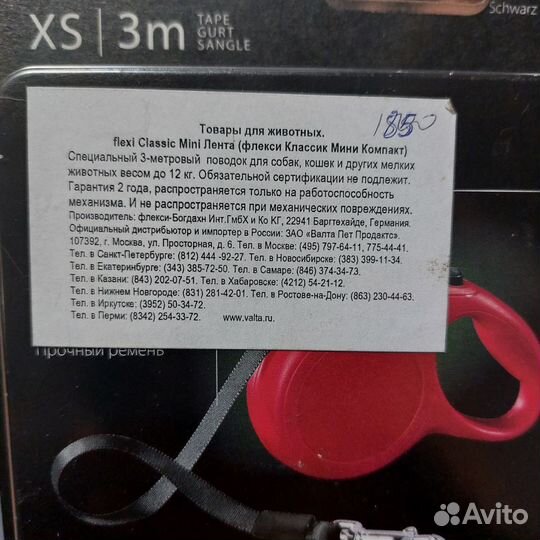 Schwarz
XS | 3m TAPE
GURT
SANGLE
1850
Товары для животных.
flexi Classic Mini Лента (флекси Классик Мини Компакт)
Специальный 3-метровый поводок для собак, кошек и других мелких
животных весом до 12 кг. Обязательной сертификации не подлежит.
Гарантия 2 года, распространяется только на работоспособность
механизма. И не распространяется при механических повреждениях.
Производитель: флекси-Богдахн Инт.ГмбХ и Ко КГ, 22941 Баргтехайде, Германия.
Официальный дистрибьютор и импортер в России: ЗАО «Валта Пет Продактс».
107392, г. Москва, ул. Просторная, д. 6. Тел. в Москве: (495) 797-64-11, 775-44-41.
Тел. в Санкт-Петербурге: (812) 444 -92-27. Тел. в Новосибирске: (383) 399-11-34.
Тел. в Екатеринбурге: (343) 385-72-50. Тел. в Самаре: (846) 374-34-73.
Тел. в Казани: (843) 202-07-51. Тел. в Хабаровске: (4212) 54-21-12.
Тел. в Нижнем Новгороде: (831) 281-42-01. Тел. в Ростове-на-Дону: (863) 230-44-63.
Тел. в Иркутске: (3952) 50-34-72.
Тел. в Перми: (8342) 254-33-72. www.valta.ru.
Прочный ремень
Avito